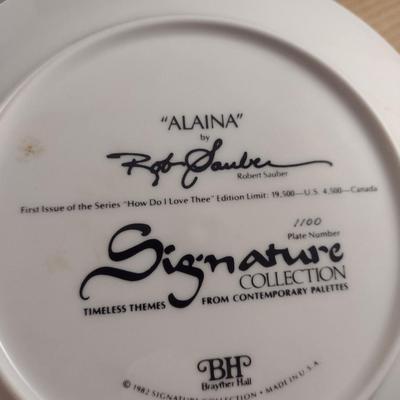 "ALAINA"
by
Rob Sauber
Robert Sauber
First Issue of the Series "How Do I Love Thee" Edition Limit: 19,500—U.S. 4,500—Canada
1100
Plate Number
Signature
COLLECTION
TIMELESS THEMES FROM CONTEMPORARY PALETTES
BH
Brayther Hall
© 1982 SIGNATURE COLLECTION • MADE IN U.S.A.